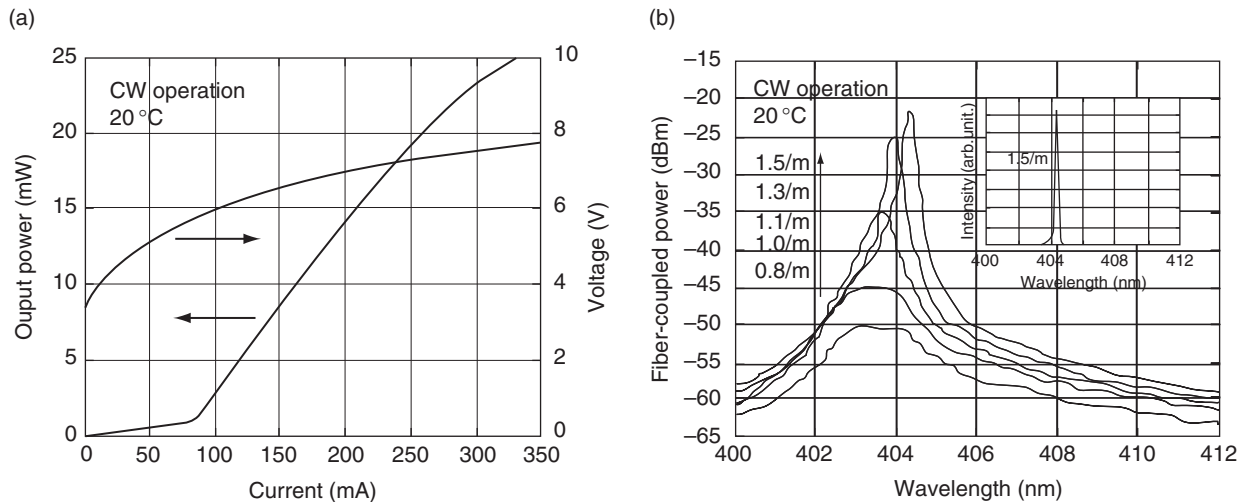 (a)
25
20
15
10
5
0
Ouput power (mW)
CW operation
20 °C
10
8
6
4
2
0
Voltage (V)
0 50 100 150 200 250 300 350
Current (mA)
(b)
−15
−20
−25
−30
−35
−40
−45
−50
−55
−60
−65
Fiber-coupled power (dBm)
CW operation
20 °C
1.5/m
1.3/m
1.1/m
1.0/m
0.8/m
Intensity (arb.unit.)
1.5/m
400 404 408 412
Wavelength (nm)
400 402 404 406 408 410 412
Wavelength (nm)